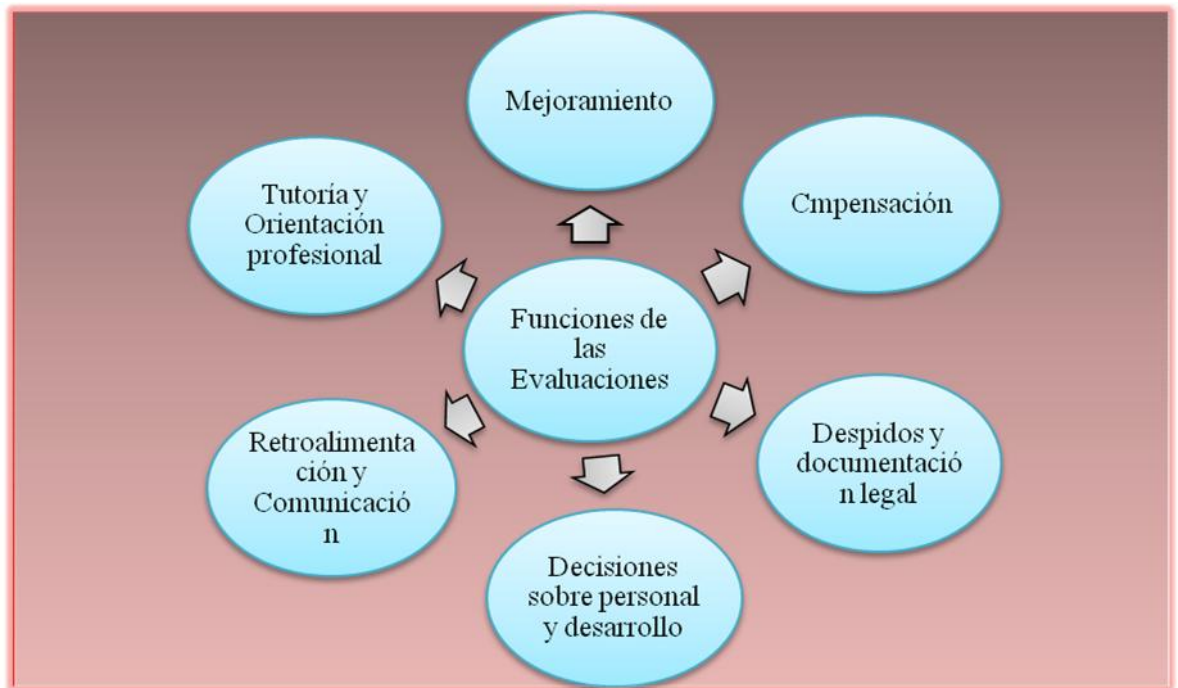 Mejoramiento
Cmpensación
Tutoría y
Orientación
profesional
Funciones de
las
Evaluaciones
Despidos y
documentació
n legal
Retroalimenta
ción y
Comunicació
n
Decisiones
sobre personal
y desarrollo